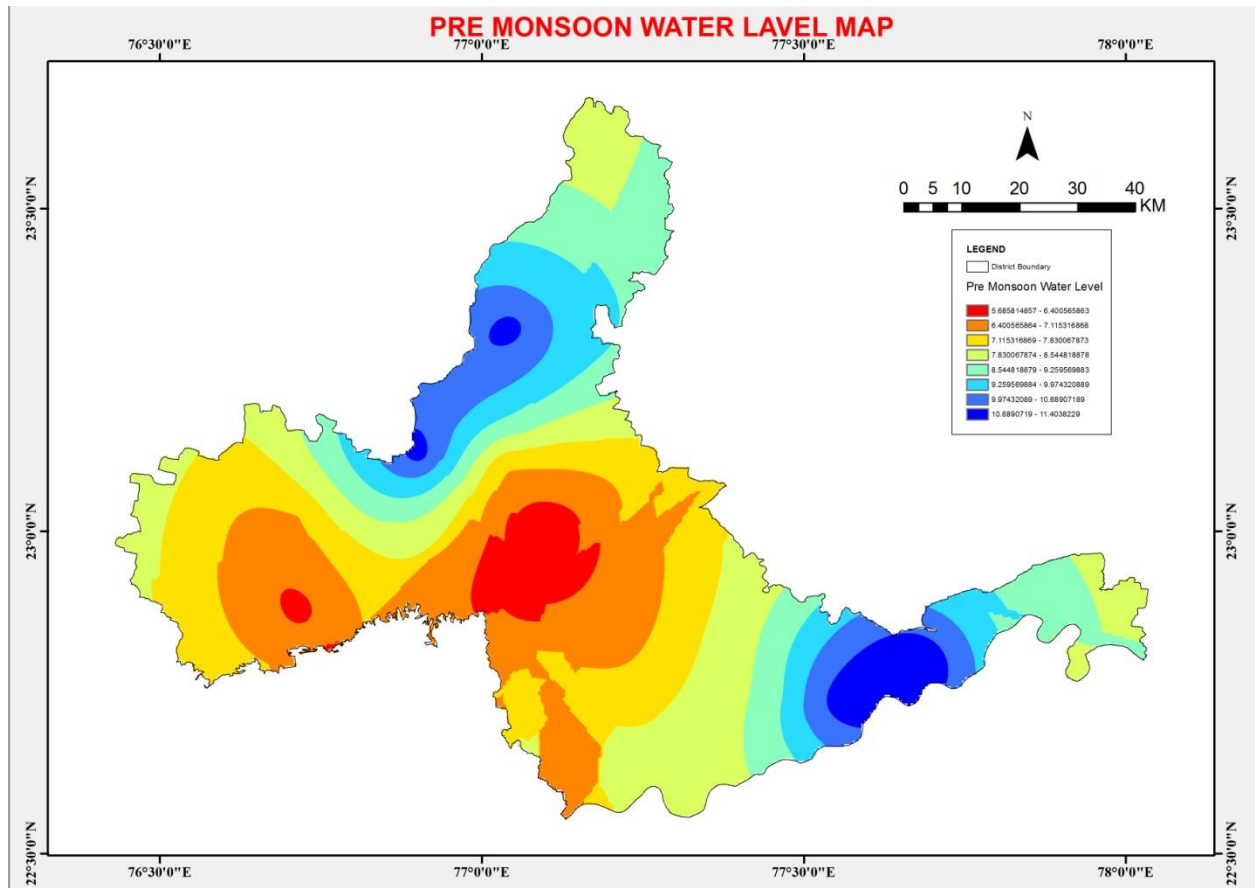 PRE MONSOON WATER LAVEL MAP
76°30'0"E 77°0'0"E 77°30'0"E 78°0'0"E
N
0 5 10 20 30 40
KM
23°30'0"N 23°30'0"N
LEGEND
District Boundary
Pre Monsoon Water Level
5.685814857 - 6.400565863
6.400565864 - 7.115316868
7.115316869 - 7.830067873
7.830067874 - 8.544818878
8.544818879 - 9.259569883
9.259569884 - 9.974320889
9.97432089 - 10.68907189
10.6890719 - 11.4038229
23°0'0"N 23°0'0"N
22°30'0"N 22°30'0"N
76°30'0"E 77°0'0"E 77°30'0"E 78°0'0"E